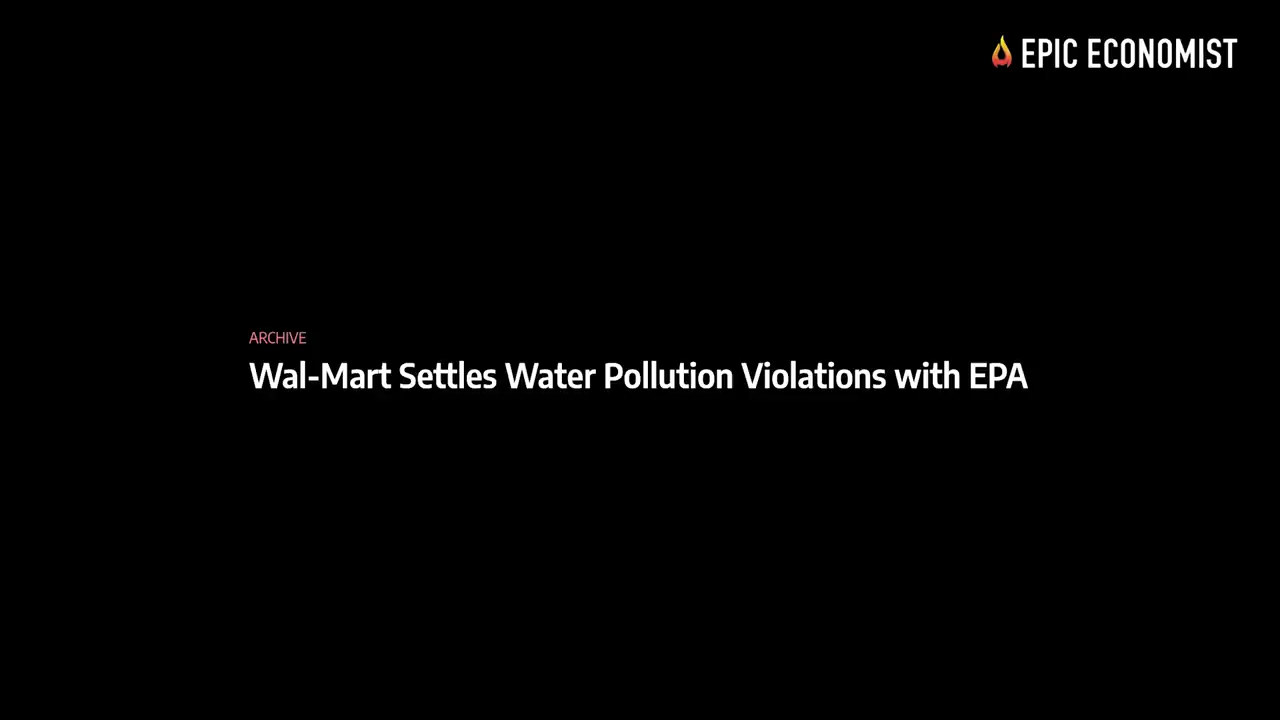 EPIC ECONOMIST
ARCHIVE
Wal-Mart Settles Water Pollution Violations with EPA